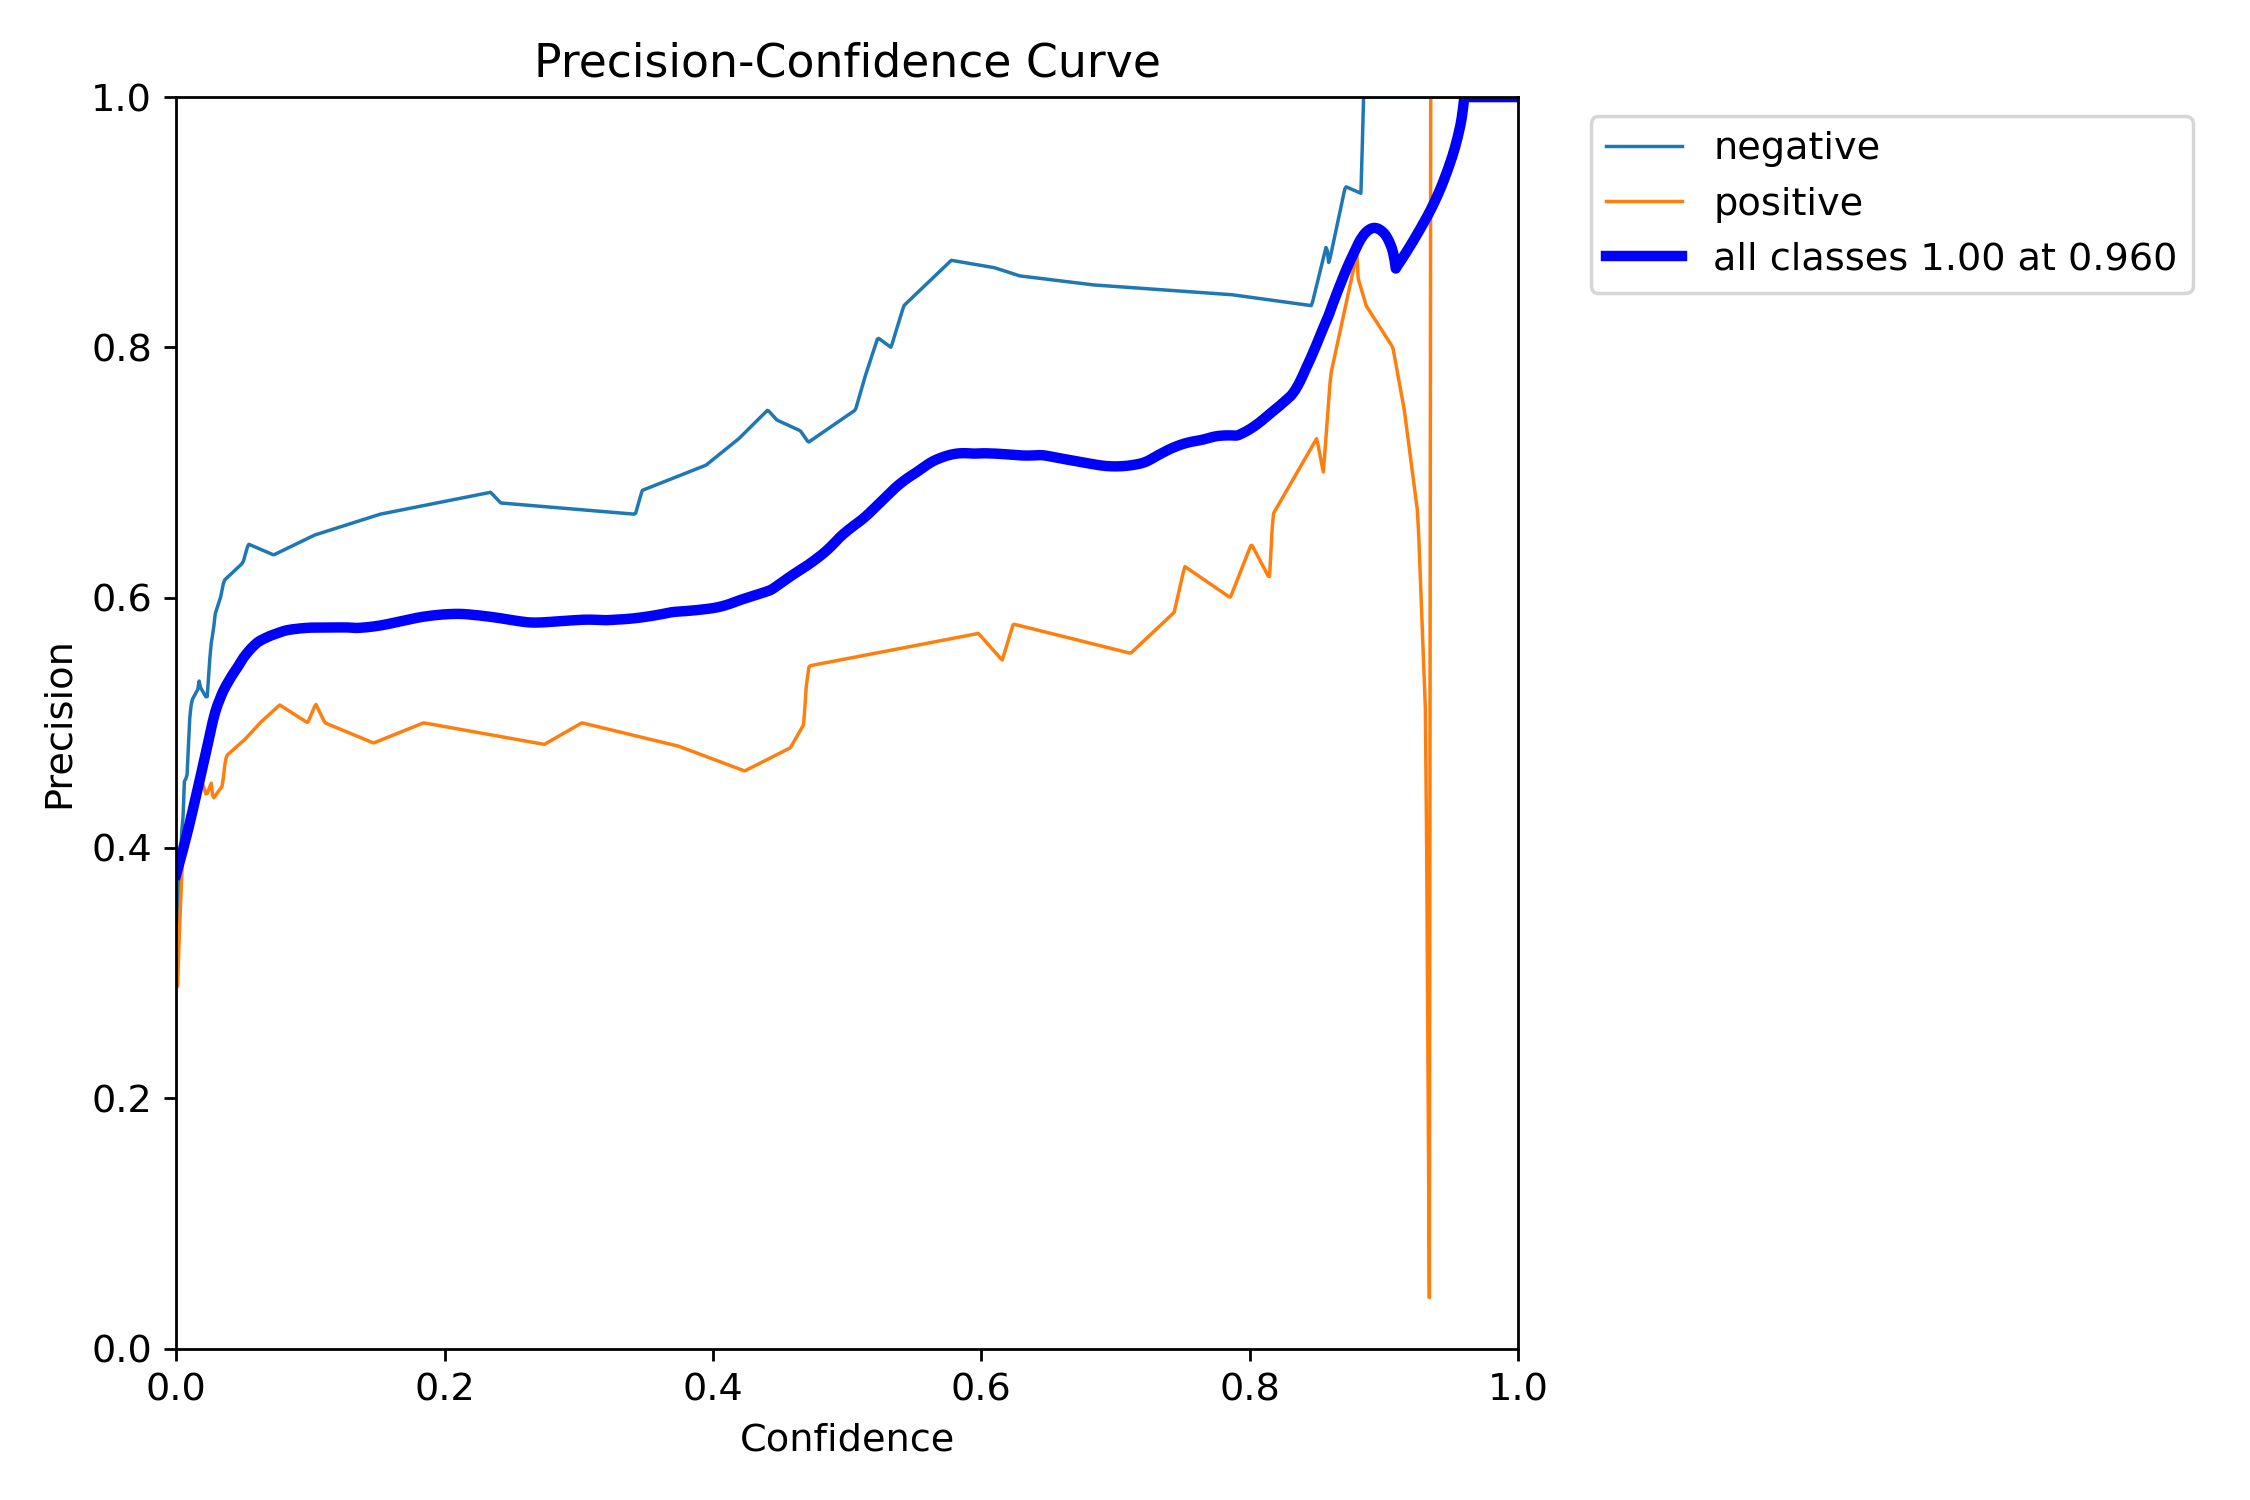 Precision-Confidence Curve
1.0
0.8
0.6
0.4
0.2
0.0
Precision
0.0 0.2 0.4 0.6 0.8 1.0
Confidence
negative
positive
all classes 1.00 at 0.960